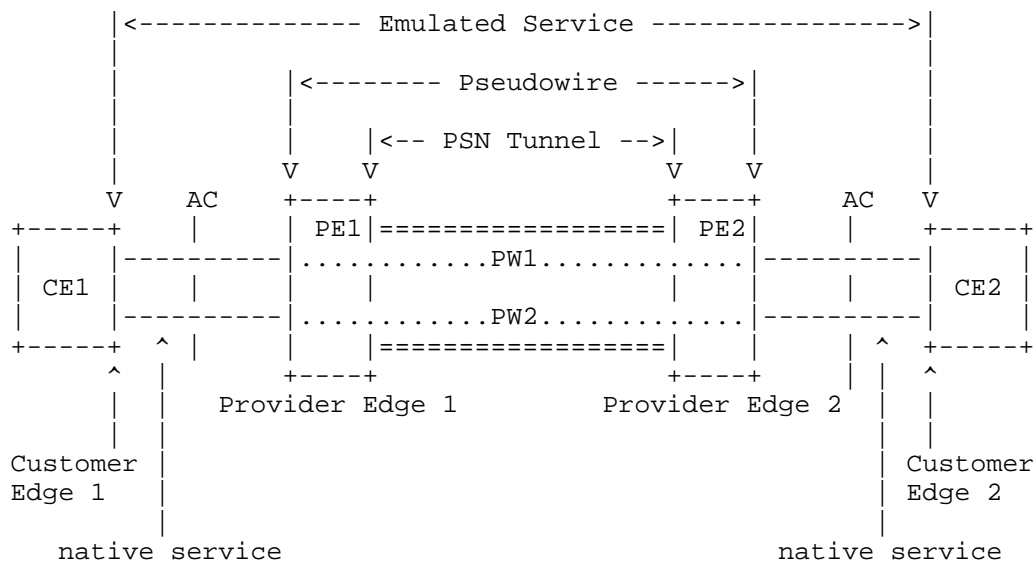 |<-------------- Emulated Service ---------------->|
|<-------- Pseudowire ------>|
|<-- PSN Tunnel -->|
V V V V
V AC +----+ +----+ AC V
+-----+ | | PE1|==================| PE2| | +-----+
| |----------|............PW1.............|----------| |
| CE1 | | | | | | | | CE2 |
| |----------|............PW2.............|----------| |
+-----+ ^ | | |==================| | | ^ +-----+
^ | +----+ +----+ | | ^
| | Provider Edge 1 Provider Edge 2 | |
Customer | | Customer
Edge 1 | | Edge 2
native service native service